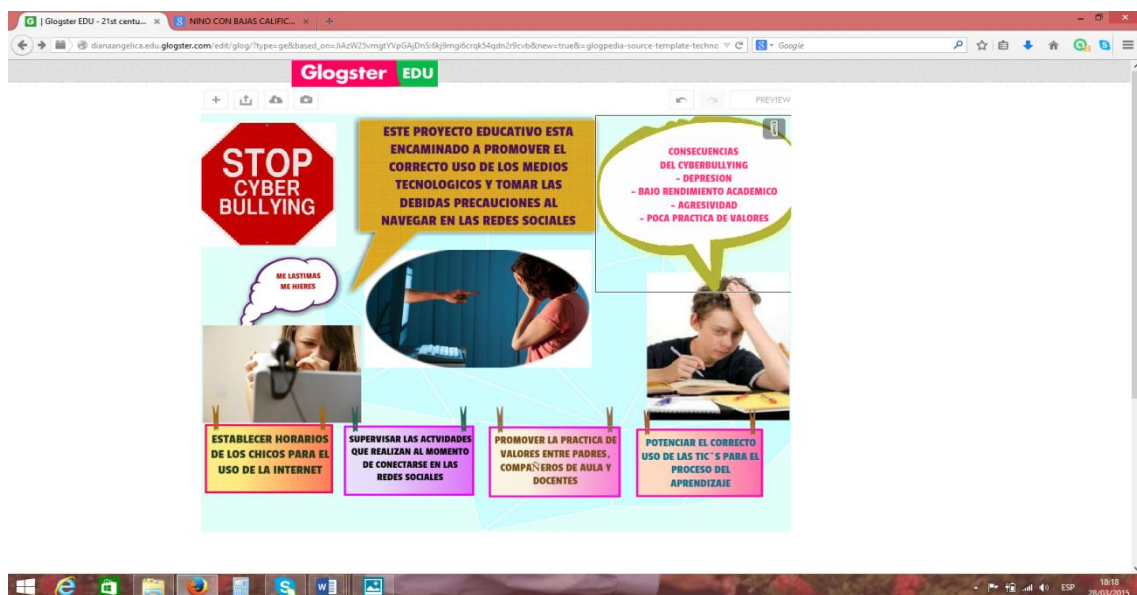 G | Glogster EDU - 21st centu... ×
8 NINO CON BAJAS CALIFIC... × +
dianaangelica.edu.glogster.com/edit/glog/?type=ge&based_on=
8 Google
Glogster EDU
PREVIEW
STOP
CYBER
BULLYING
ESTE PROYECTO EDUCATIVO ESTA
ENCAMINADO A PROMOVER EL
CORRECTO USO DE LOS MEDIOS
TECNOLOGICOS Y TOMAR LAS
DEBIDAS PRECAUCIONES AL
NAVEGAR EN LAS REDES SOCIALES
CONSECUENCIAS
DEL CYBERBULLYING
- DEPRESION
- BAJO RENDIMIENTO ACADEMICO
- AGRESIVIDAD
- POCA PRACTICA DE VALORES
ME LASTIMAS
ME HIERES
ESTABLECER HORARIOS
DE LOS CHICOS PARA EL
USO DE LA INTERNET
SUPERVISAR LAS ACTVIDADES
QUE REALIZAN AL MOMENTO
DE CONECTARSE EN LAS
REDES SOCIALES
PROMOVER LA PRACTICA DE
VALORES ENTRE PADRES,
COMPAÑEROS DE AULA Y
DOCENTES
POTENCIAR EL CORRECTO
USO DE LAS TIC`S PARA EL
PROCESO DEL
APRENDIZAJE
ESP
18:18
28/03/2015